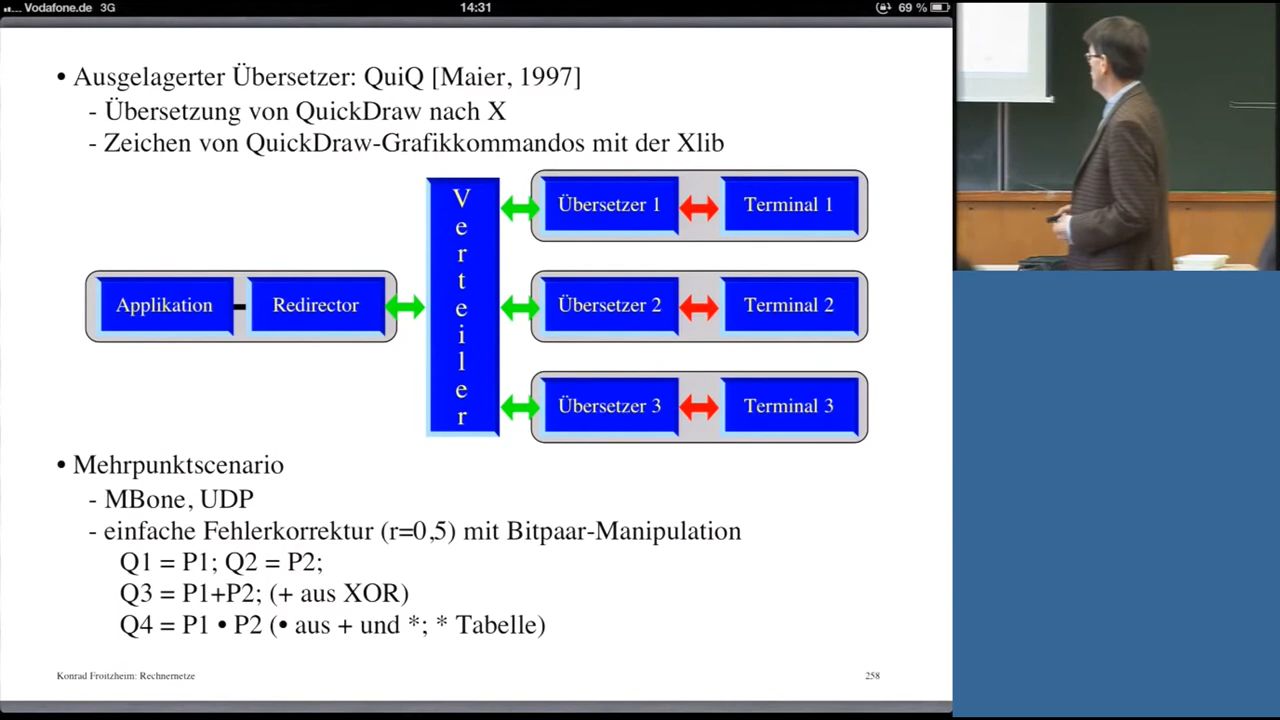 Vodafone.de 3G 14:31 69 %
• Ausgelagerter Übersetzer: QuiQ [Maier, 1997]
- Übersetzung von QuickDraw nach X
- Zeichen von QuickDraw-Grafikkommandos mit der Xlib
Verteiler
Übersetzer 1 Terminal 1
Applikation Redirector
Übersetzer 2 Terminal 2
Übersetzer 3 Terminal 3
• Mehrpunktscenario
- MBone, UDP
- einfache Fehlerkorrektur (r=0,5) mit Bitpaar-Manipulation
Q1 = P1; Q2 = P2;
Q3 = P1+P2; (+ aus XOR)
Q4 = P1 • P2 (• aus + und *; * Tabelle)
Konrad Froitzheim: Rechnernetze 258